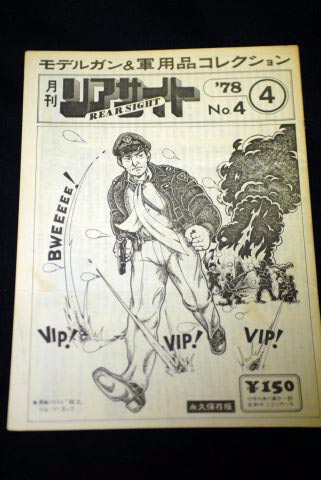 モデルガン&軍用品コレクション
月刊
リアサイト
REAR SIGHT
'78
No.4
4
BWEEEEE!
VIP!
VIP!
VIP!
¥150
永久保存版